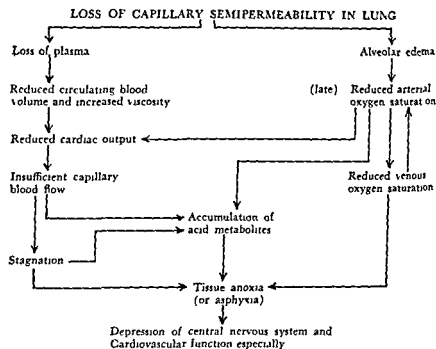 LOSS OF CAPILLARY SEMIPERMEABILITY IN LUNG
Loss of plasma
Alveolar edema
Reduced circulating blood
volume and increased viscosity
(late) Reduced arterial
oxygen saturation
Reduced cardiac output
Insufficient capillary
blood flow
Reduced venous
oxygen saturation
Accumulation of
acid metabolites
Stagnation
Tissue anoxia
(or asphyxia)
Depression of central nervous system and
Cardiovascular function especially